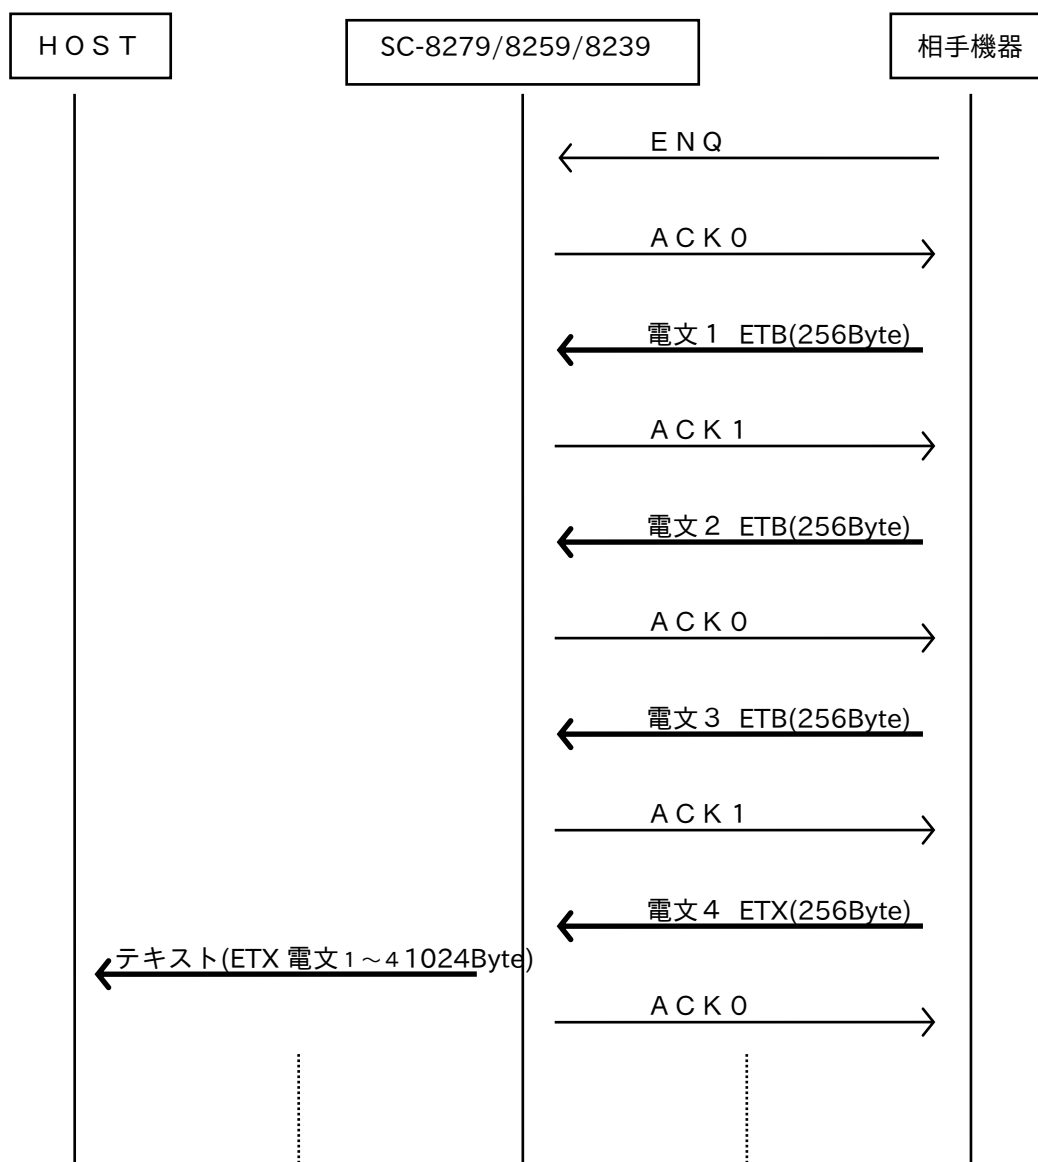 ＨＯＳＴ
SC-8279/8259/8239
相手機器
ＥＮＱ
ＡＣＫ０
電文１ ETB(256Byte)
ＡＣＫ１
電文２ ETB(256Byte)
ＡＣＫ０
電文３ ETB(256Byte)
ＡＣＫ１
電文４ ETX(256Byte)
テキスト(ETX 電文１～４1024Byte)
ＡＣＫ０